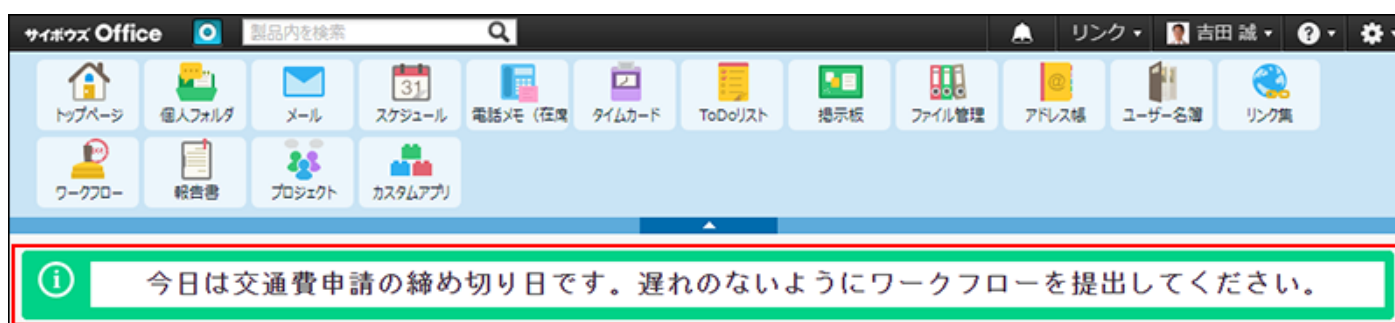 サイボウズ Office 製品内を検索 リンク 吉田 誠
トップページ 個人フォルダ メール スケジュール 電話メモ（在席 タイムカード ToDoリスト 掲示板 ファイル管理 アドレス帳 ユーザー名簿 リンク集
ワークフロー 報告書 プロジェクト カスタムアプリ
今日は交通費申請の締め切り日です。遅れのないようにワークフローを提出してください。